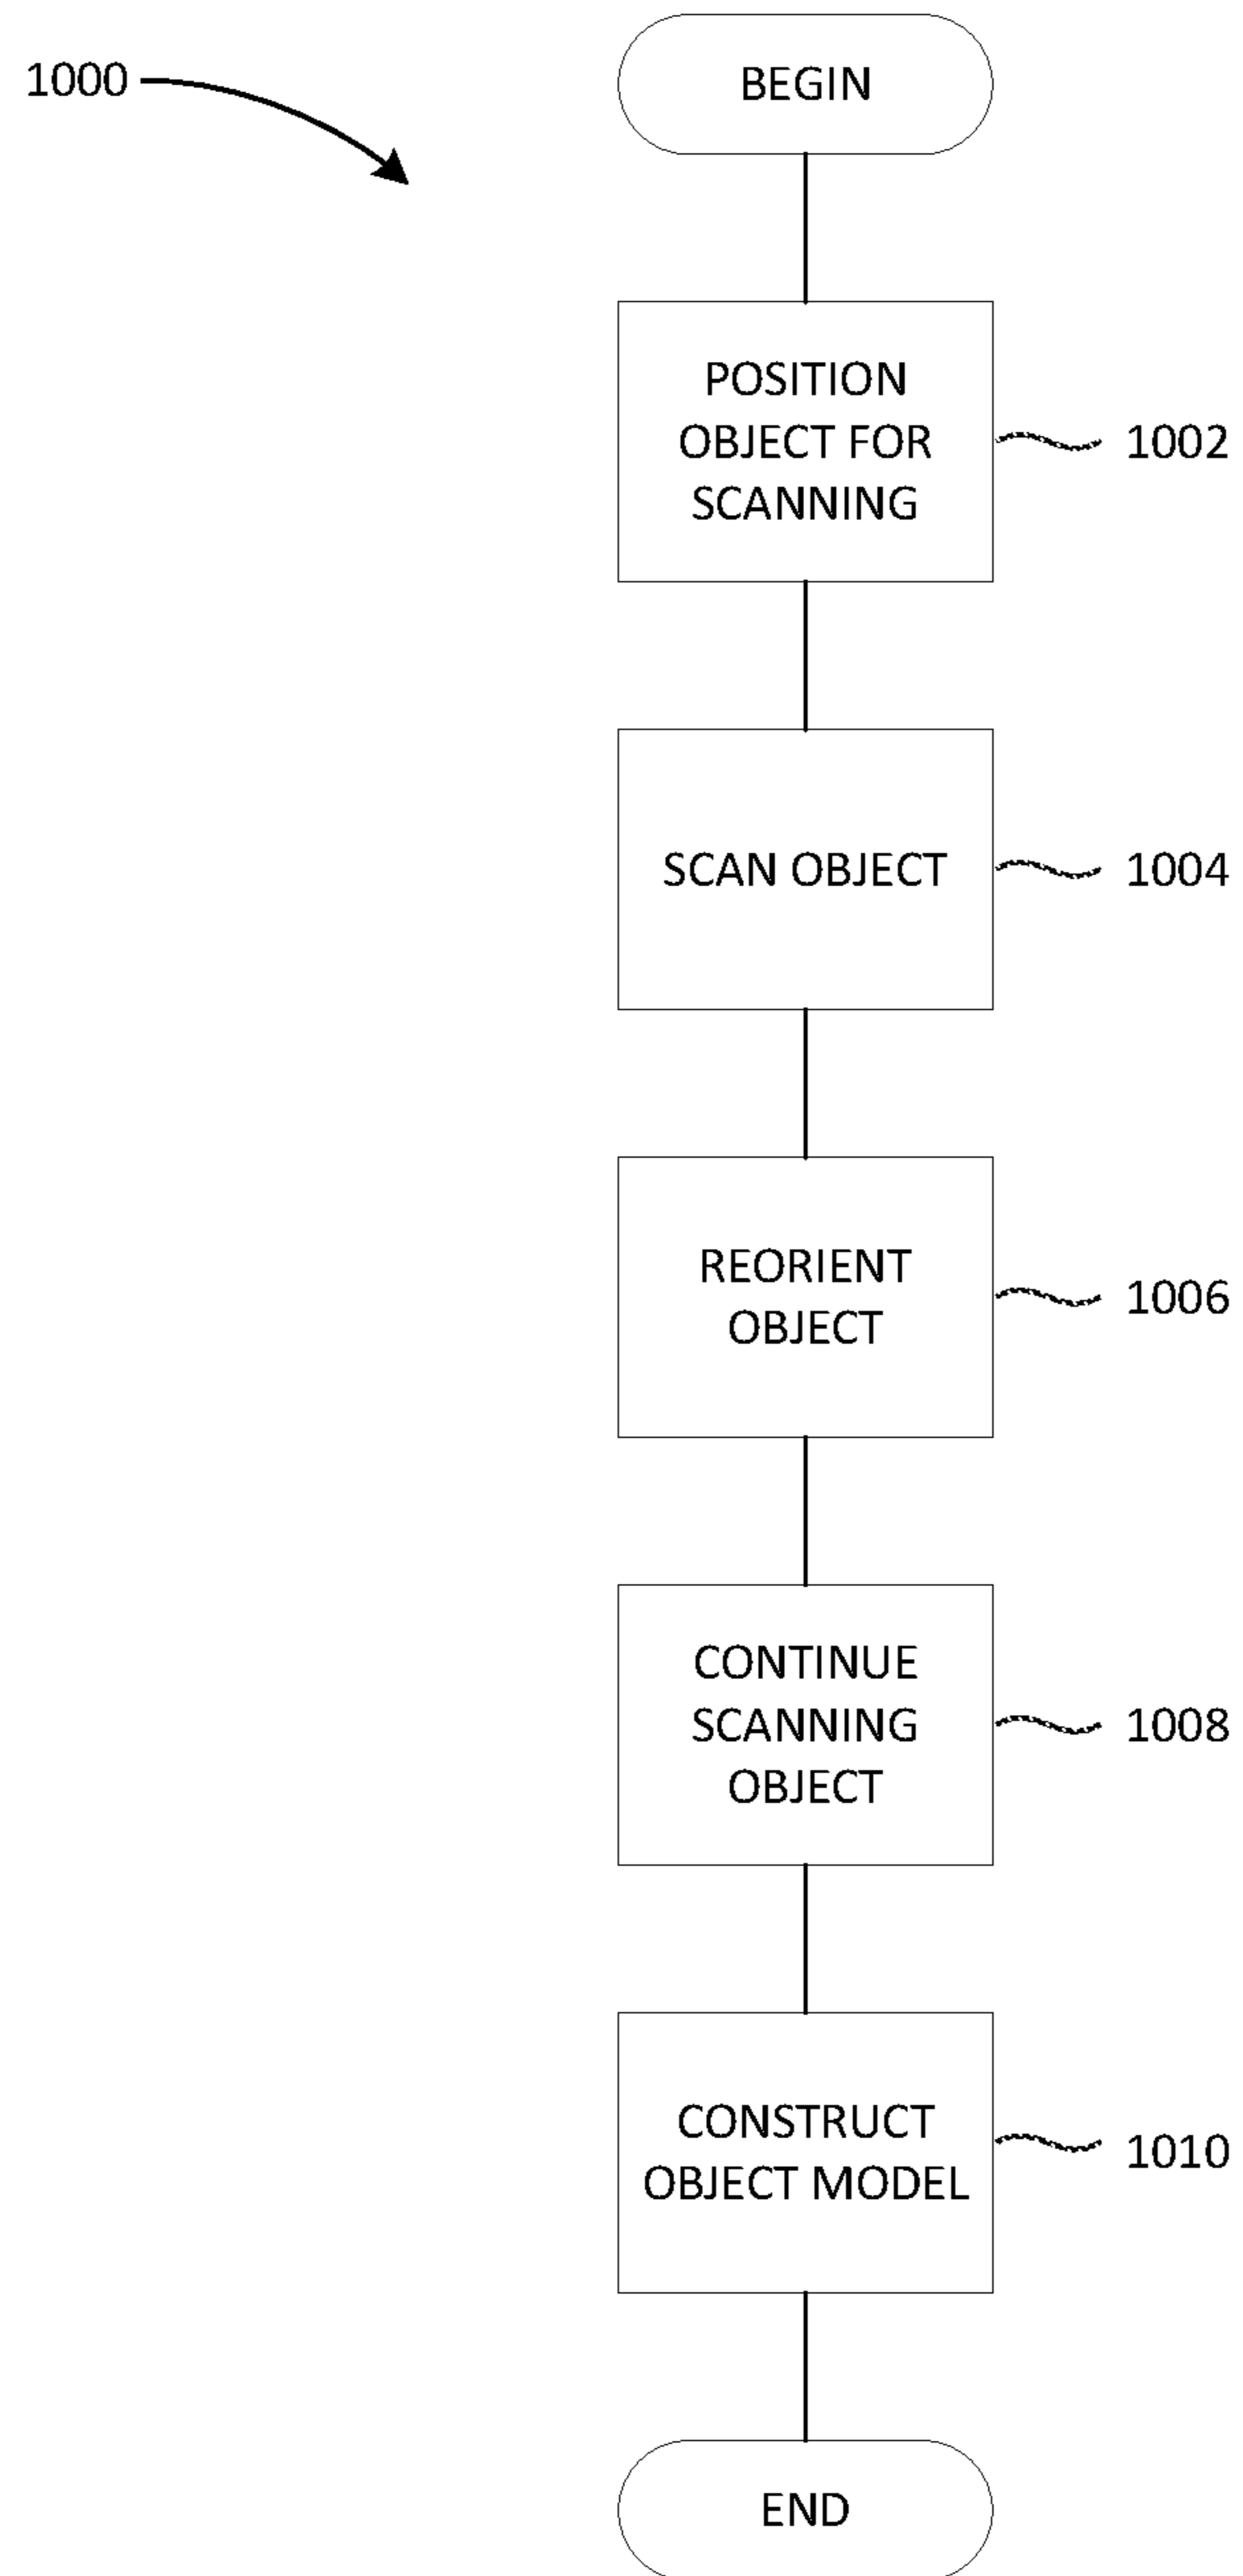 1000
BEGIN
POSITION
OBJECT FOR
SCANNING
1002
SCAN OBJECT
1004
REORIENT
OBJECT
1006
CONTINUE
SCANNING
OBJECT
1008
CONSTRUCT
OBJECT MODEL
1010
END